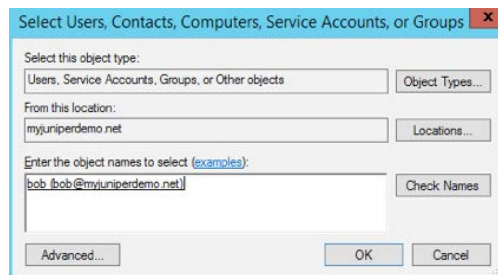 Select Users, Contacts, Computers, Service Accounts, or Groups
x
Select this object type:
Users, Service Accounts, Groups, or Other objects
Object Types...
From this location:
myjuniperdemo.net
Locations...
Enter the object names to select (examples):
bob (bob@myjuniperdemo.net)
Check Names
Advanced...
OK
Cancel